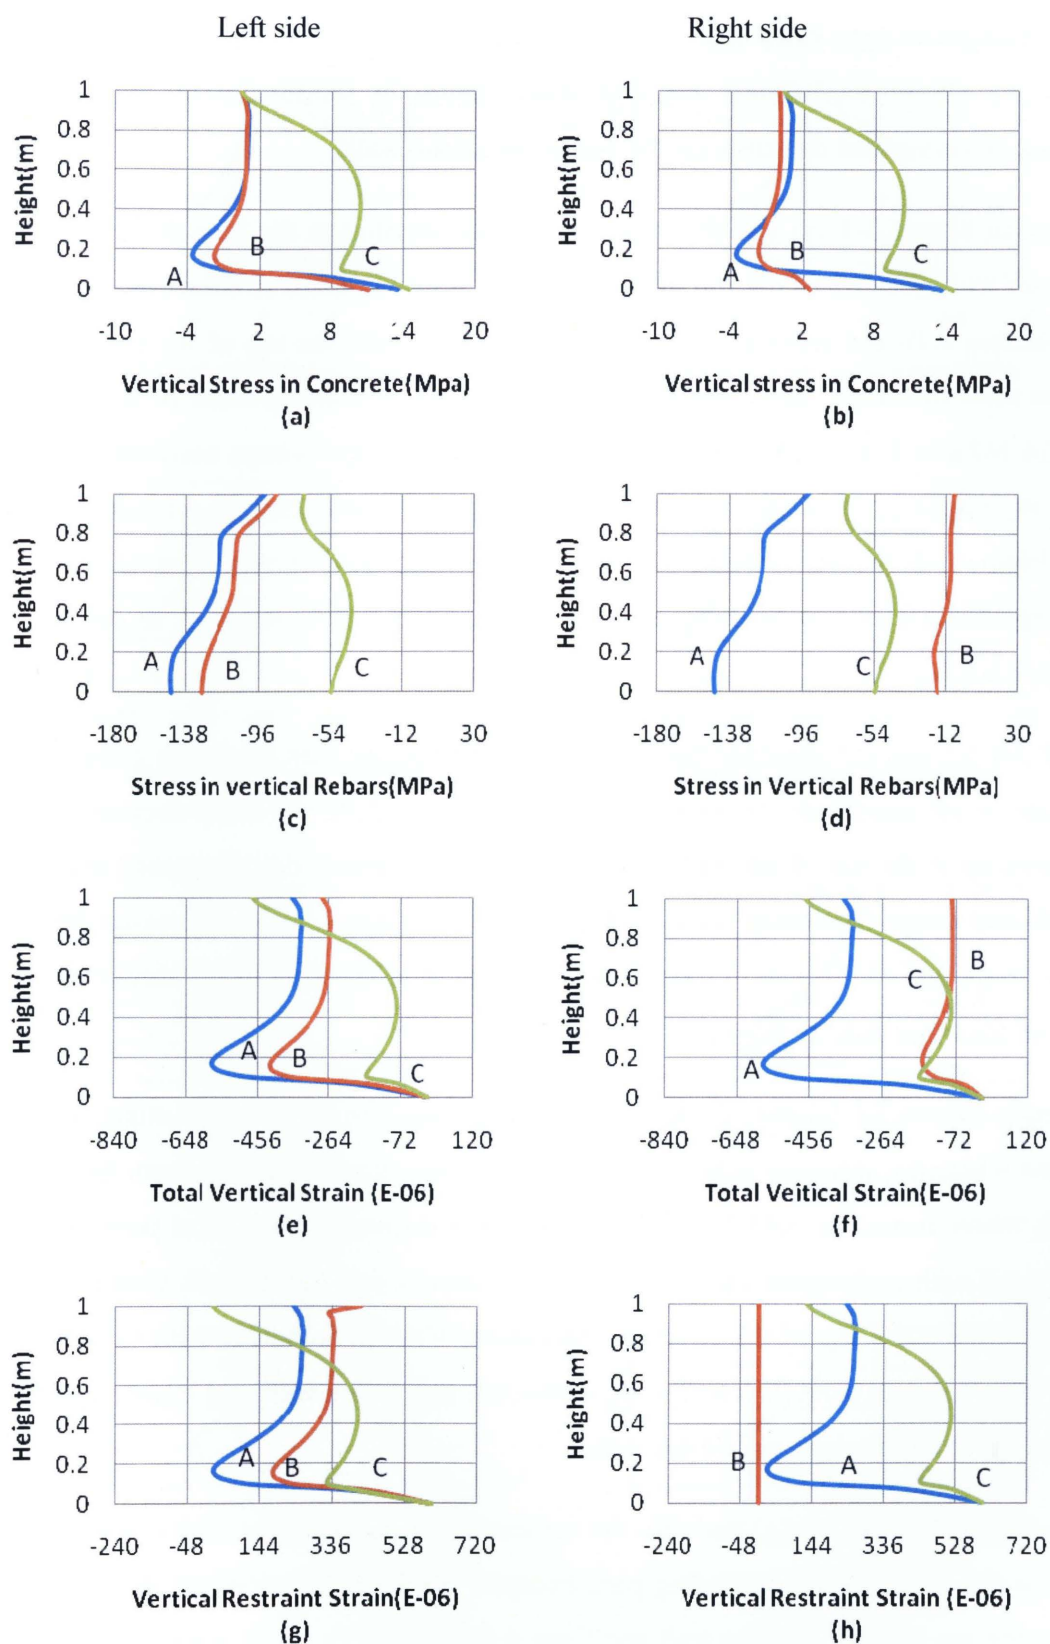 Left side Right side
1 1
0.8 0.8
0.6 0.6
0.4 0.4
0.2 0.2
0 0
Height(m) Height(m)
A B C A B C
-10 -4 2 8 14 20 -10 -4 2 8 14 20
Vertical Stress in Concrete(Mpa) Vertical stress in Concrete(MPa)
(a) (b)
1 1
0.8 0.8
0.6 0.6
0.4 0.4
0.2 0.2
0 0
Height(m) Height(m)
A B C A C B
-180 -138 -96 -54 -12 30 -180 -138 -96 -54 -12 30
Stress in vertical Rebars(MPa) Stress in Vertical Rebars(MPa)
(c) (d)
1 1
0.8 0.8
0.6 0.6
0.4 0.4
0.2 0.2
0 0
Height(m) Height(m)
A B C A C B
-840 -648 -456 -264 -72 120 -840 -648 -456 -264 -72 120
Total Vertical Strain (E-06) Total Veitical Strain(E-06)
(e) (f)
1 1
0.8 0.8
0.6 0.6
0.4 0.4
0.2 0.2
0 0
Height(m) Height(m)
A B C B A C
-240 -48 144 336 528 720 -240 -48 144 336 528 720
Vertical Restraint Strain(E-06) Vertical Restraint Strain (E-06)
(g) (h)